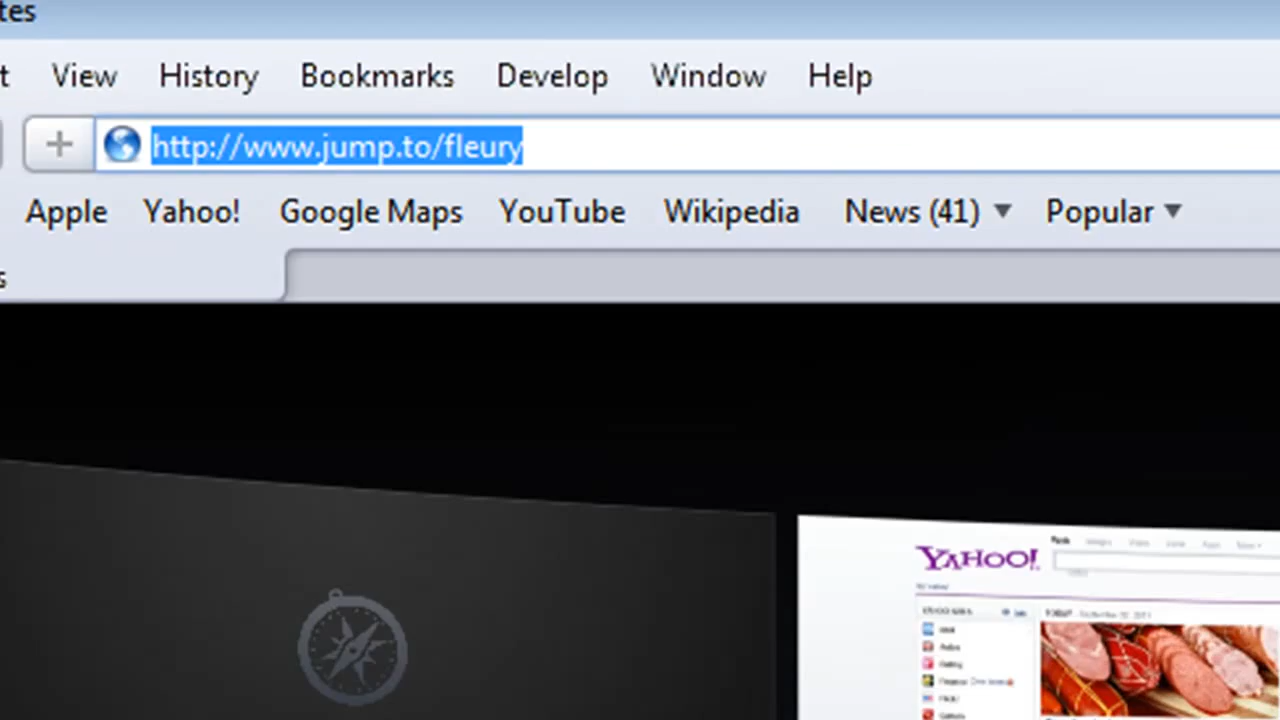 tes
t View History Bookmarks Develop Window Help
http://www.jump.to/fleury
Apple Yahoo! Google Maps YouTube Wikipedia News (41) Popular
s
YAHOO!